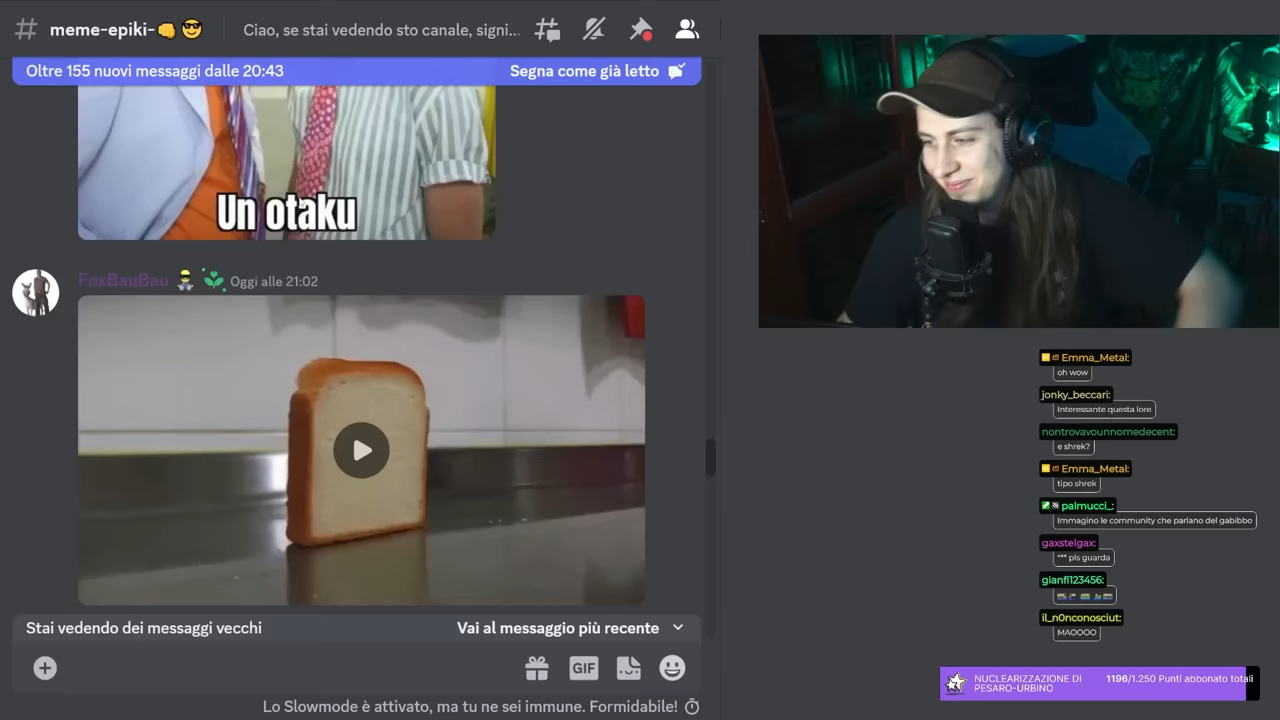 meme-epiki-👊😎
Ciao, se stai vedendo sto canale, signi...
Oltre 155 nuovi messaggi dalle 20:43
Segna come già letto
Un otaku
FoxBauBau
Oggi alle 21:02
Stai vedendo dei messaggi vecchi
Vai al messaggio più recente
GIF
Lo Slowmode è attivato, ma tu ne sei immune. Formidabile!
Emma_Metal:
oh wow
jonky_beccari:
Interessante questa lore
nontrovavounnomedecent:
e shrek?
Emma_Metal:
tipo shrek
palmucci_:
Immagino le community che parlano del gabibbo
gaxstelgax:
*** pls guarda
gianfi123456:
il_n0nconosciut:
MAOOOO
NUCLEARIZZAZIONE DI
PESARO-URBINO
1196/1.250 Punti abbonato totali